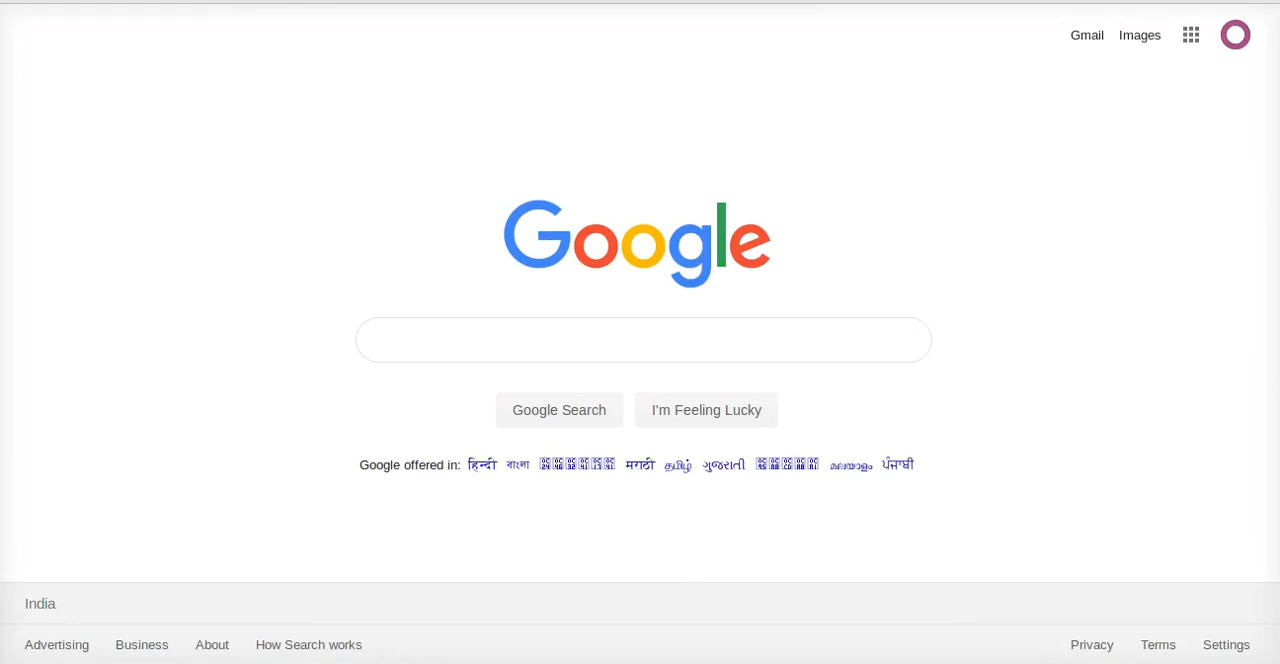 Gmail Images
Google
Google Search I'm Feeling Lucky
Google offered in: हिन्दी বাংলা मराठी தமிழ் ગુજરાતી മലയാളം ਪੰਜਾਬੀ
India
Advertising Business About How Search works Privacy Terms Settings